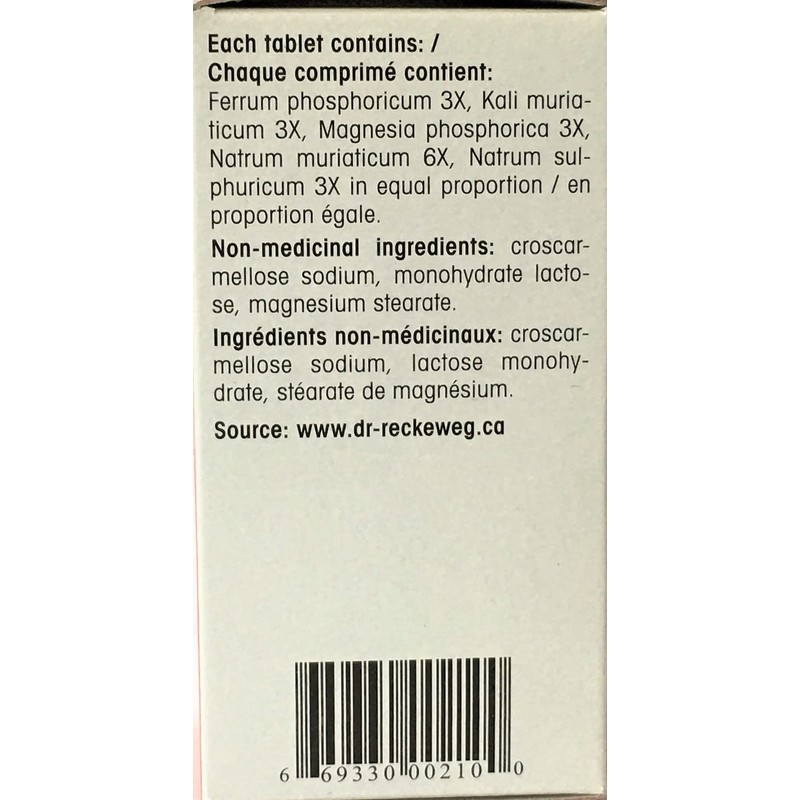 Each tablet contains: /
Chaque comprimé contient:
Ferrum phosphoricum 3X, Kali muria-
ticum 3X, Magnesia phosphorica 3X,
Natrum muriaticum 6X, Natrum sul-
phuricum 3X in equal proportion / en
proportion égale.
Non-medicinal ingredients: croscar-
mellose sodium, monohydrate lacto-
se, magnesium stearate.
Ingrédients non-médicinaux: croscar-
mellose sodium, lactose monohy-
drate, stéarate de magnésium.
Source: www.dr-reckeweg.ca
6 69330 00210 0